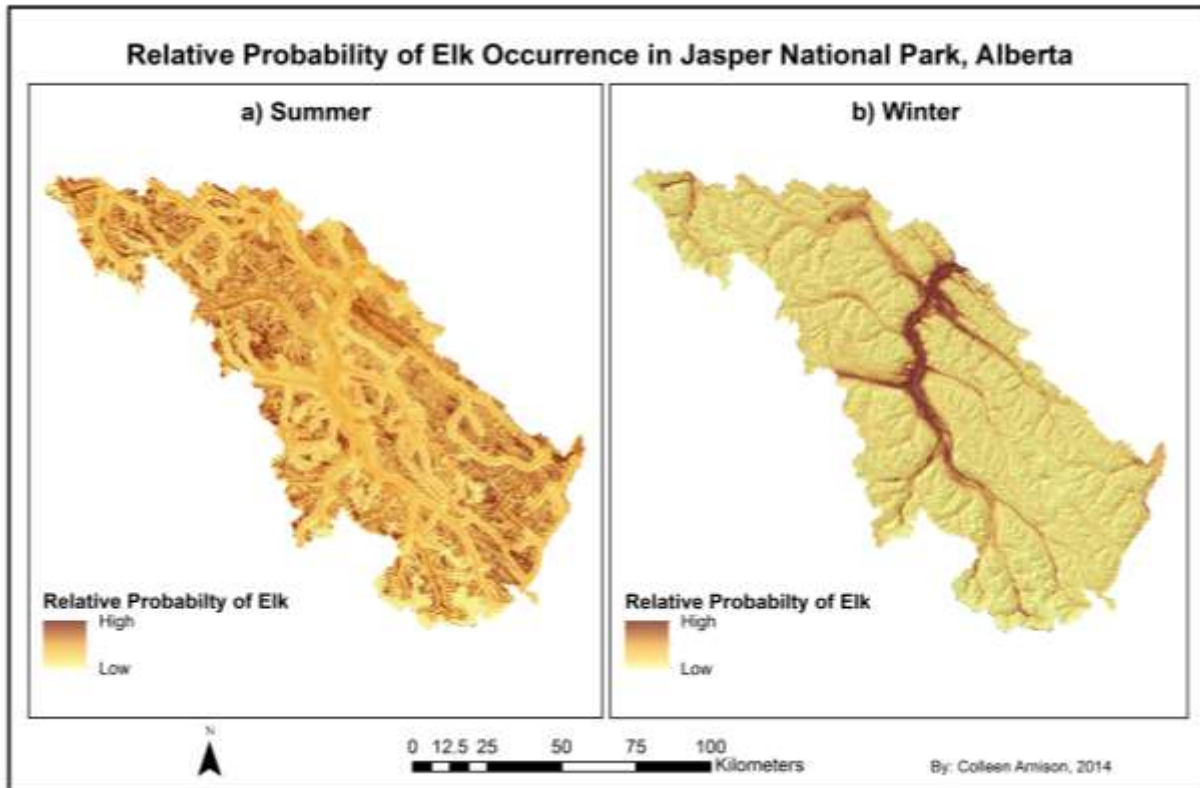 Relative Probability of Elk Occurrence in Jasper National Park, Alberta
a) Summer
b) Winter
Relative Probabilty of Elk
High
Low
Relative Probabilty of Elk
High
Low
N
0 12.5 25 50 75 100
Kilometers
By: Colleen Arnison, 2014